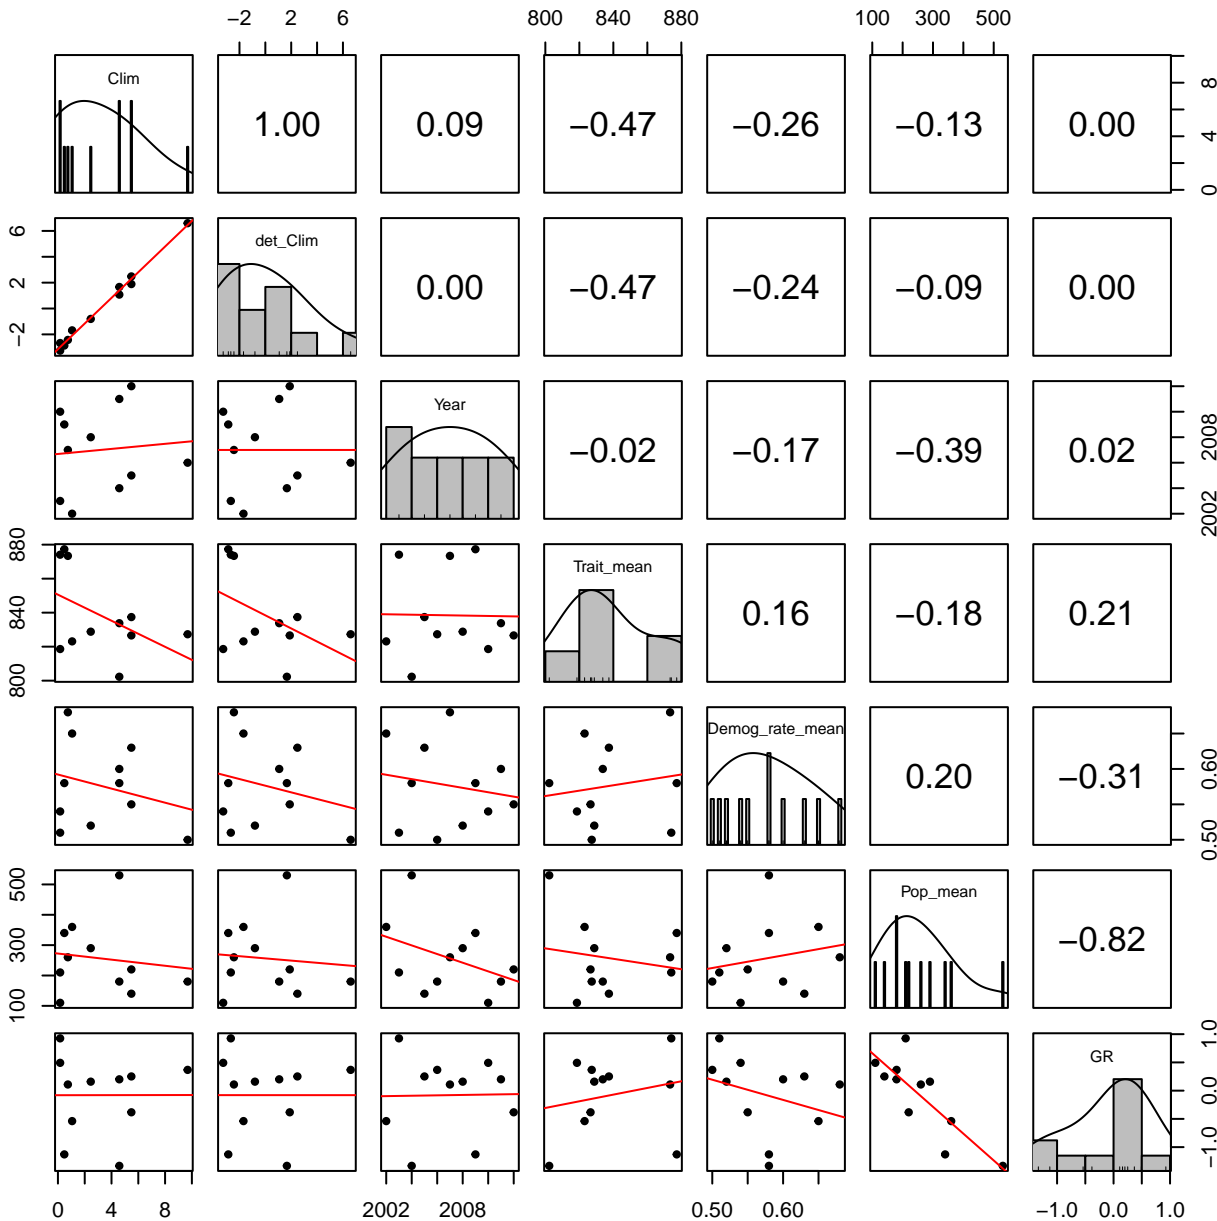 −2 2 6 800 840 880 100 300 500
Clim 1.00 0.09 −0.47 −0.26 −0.13 0.00 0 4 8
−2 2 6 det_Clim 0.00 −0.47 −0.24 −0.09 0.00
Year −0.02 −0.17 −0.39 0.02 2002 2008
800 840 880 Trait_mean 0.16 −0.18 0.21
Demog_rate_mean 0.20 −0.31 0.50 0.60
100 300 500 Pop_mean −0.82
GR −1.0 0.0 1.0
0 4 8 2002 2008 0.50 0.60 −1.0 0.0 1.0